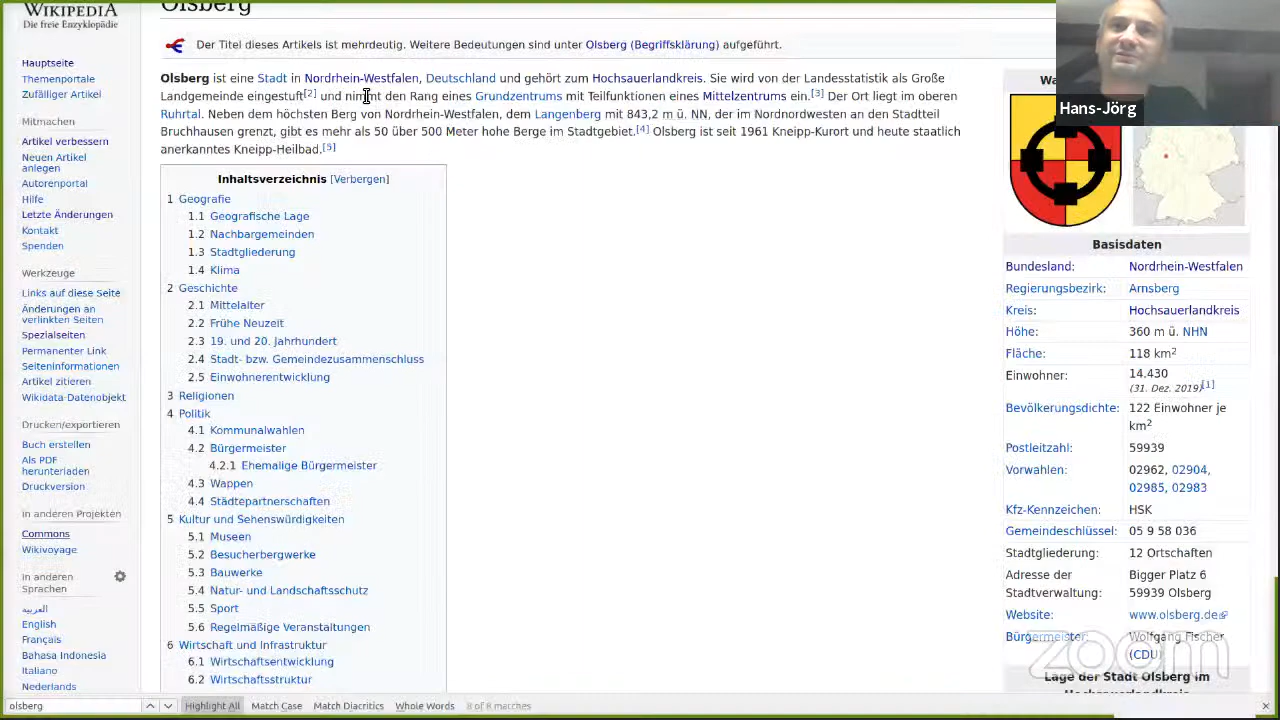 WIKIPEDIA
Die freie Enzyklopädie
Olsberg
Hauptseite
Themenportale
Zufälliger Artikel
Mitmachen
Artikel verbessern
Neuen Artikel
anlegen
Autorenportal
Hilfe
Letzte Änderungen
Kontakt
Spenden
Werkzeuge
Links auf diese Seite
Änderungen an
verlinkten Seiten
Spezialseiten
Permanenter Link
Seiteninformationen
Artikel zitieren
Wikidata-Datenobjekt
Drucken/exportieren
Buch erstellen
Als PDF
herunterladen
Druckversion
In anderen Projekten
Commons
Wikivoyage
In anderen
Sprachen
العربية
English
Français
Bahasa Indonesia
Italiano
Nederlands
Der Titel dieses Artikels ist mehrdeutig. Weitere Bedeutungen sind unter Olsberg (Begriffsklärung) aufgeführt.
Olsberg ist eine Stadt in Nordrhein-Westfalen, Deutschland und gehört zum Hochsauerlandkreis. Sie wird von der Landesstatistik als Große
Landgemeinde eingestuft[2] und nimmt den Rang eines Grundzentrums mit Teilfunktionen eines Mittelzentrums ein.[3] Der Ort liegt im oberen
Ruhrtal. Neben dem höchsten Berg von Nordrhein-Westfalen, dem Langenberg mit 843,2 m ü. NN, der im Nordnordwesten an den Stadtteil
Bruchhausen grenzt, gibt es mehr als 50 über 500 Meter hohe Berge im Stadtgebiet.[4] Olsberg ist seit 1961 Kneipp-Kurort und heute staatlich
anerkanntes Kneipp-Heilbad.[5]
Inhaltsverzeichnis [Verbergen]
1 Geografie
1.1 Geografische Lage
1.2 Nachbargemeinden
1.3 Stadtgliederung
1.4 Klima
2 Geschichte
2.1 Mittelalter
2.2 Frühe Neuzeit
2.3 19. und 20. Jahrhundert
2.4 Stadt- bzw. Gemeindezusammenschluss
2.5 Einwohnerentwicklung
3 Religionen
4 Politik
4.1 Kommunalwahlen
4.2 Bürgermeister
4.2.1 Ehemalige Bürgermeister
4.3 Wappen
4.4 Städtepartnerschaften
5 Kultur und Sehenswürdigkeiten
5.1 Museen
5.2 Besucherbergwerke
5.3 Bauwerke
5.4 Natur- und Landschaftsschutz
5.5 Sport
5.6 Regelmäßige Veranstaltungen
6 Wirtschaft und Infrastruktur
6.1 Wirtschaftsentwicklung
6.2 Wirtschaftsstruktur
Hans-Jörg
Basisdaten
Bundesland: Nordrhein-Westfalen
Regierungsbezirk: Arnsberg
Kreis: Hochsauerlandkreis
Höhe: 360 m ü. NHN
Fläche: 118 km²
Einwohner: 14.430
(31. Dez. 2019)[1]
Bevölkerungsdichte: 122 Einwohner je
km²
Postleitzahl: 59939
Vorwahlen: 02962, 02904,
02985, 02983
Kfz-Kennzeichen: HSK
Gemeindeschlüssel: 05 9 58 036
Stadtgliederung: 12 Ortschaften
Adresse der
Stadtverwaltung: Bigger Platz 6
59939 Olsberg
Website: www.olsberg.de
Bürgermeister: Wolfgang Fischer
(CDU)
zoom
Lage der Stadt Olsberg im
olsberg Highlight All Match Case Match Diacritics Whole Words 8 of 8 matches